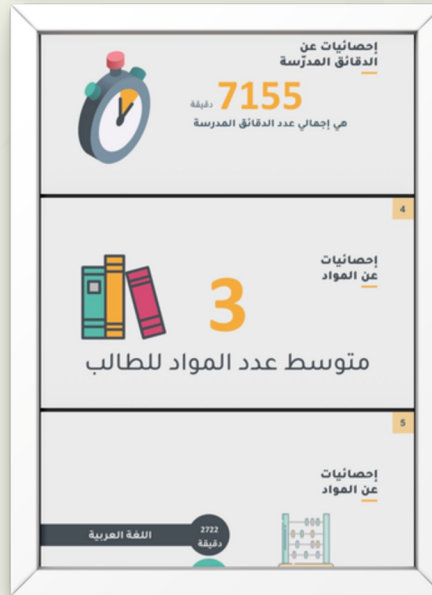 إحصائيات عن
الدقائق المدرّسة
7155 دقيقة
هي إجمالي عدد الدقائق المدرسة
4
إحصائيات
عن المواد
3
متوسط عدد المواد للطالب
5
إحصائيات
عن المواد
2722
دقيقة
اللغة العربية